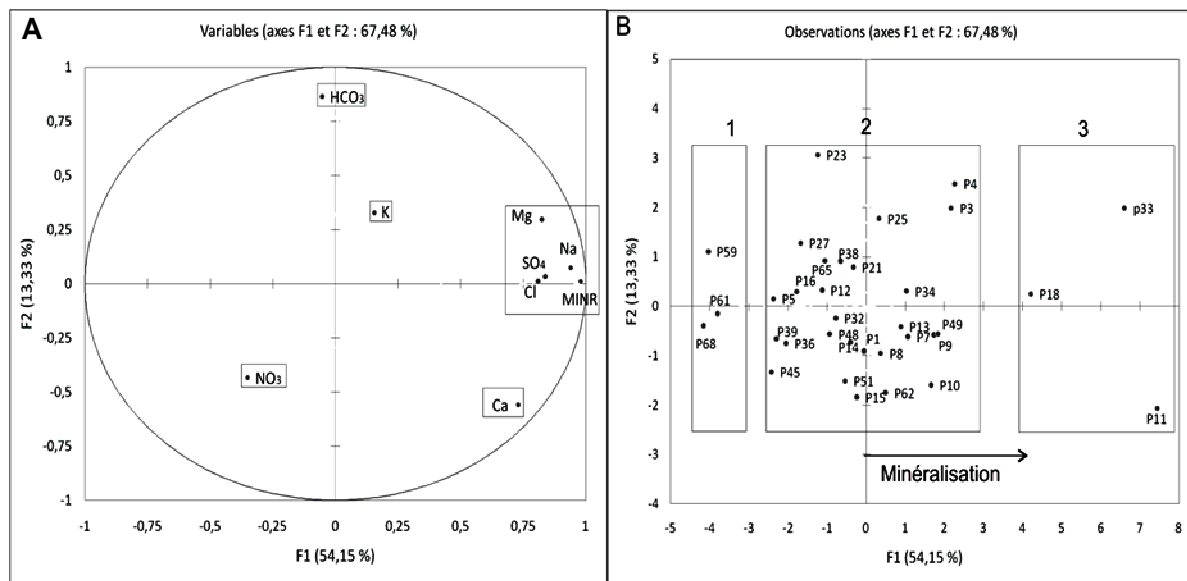 A
Variables (axes F1 et F2 : 67,48 %)
1
0,75
0,5
0,25
0
-0,25
-0,5
-0,75
-1
F2 (13,33 %)
HCO₃
K
Mg
Na
SO₄
Cl
MINR
NO₃
Ca
-1
0,75
-0,5
0,25
0
0,25
0,5
0,75
1
F1 (54,15 %)
B
Observations (axes F1 et F2 : 67,48 %)
5
4
3
2
1
0
-1
-2
-3
-4
F2 (13,33 %)
1
2
3
P23
P4
P3
p33
P25
P59
P27
P38
P65
P21
P16
P12
P34
P18
P5
P61
P68
P32
P13
P49
P39
P48
P1
P7
P9
P36
P14
P8
P45
P51
P10
P15
P62
P11
Minéralisation
-5
-4
-3
-2
-1
0
1
2
3
4
5
6
7
8
F1 (54,15 %)